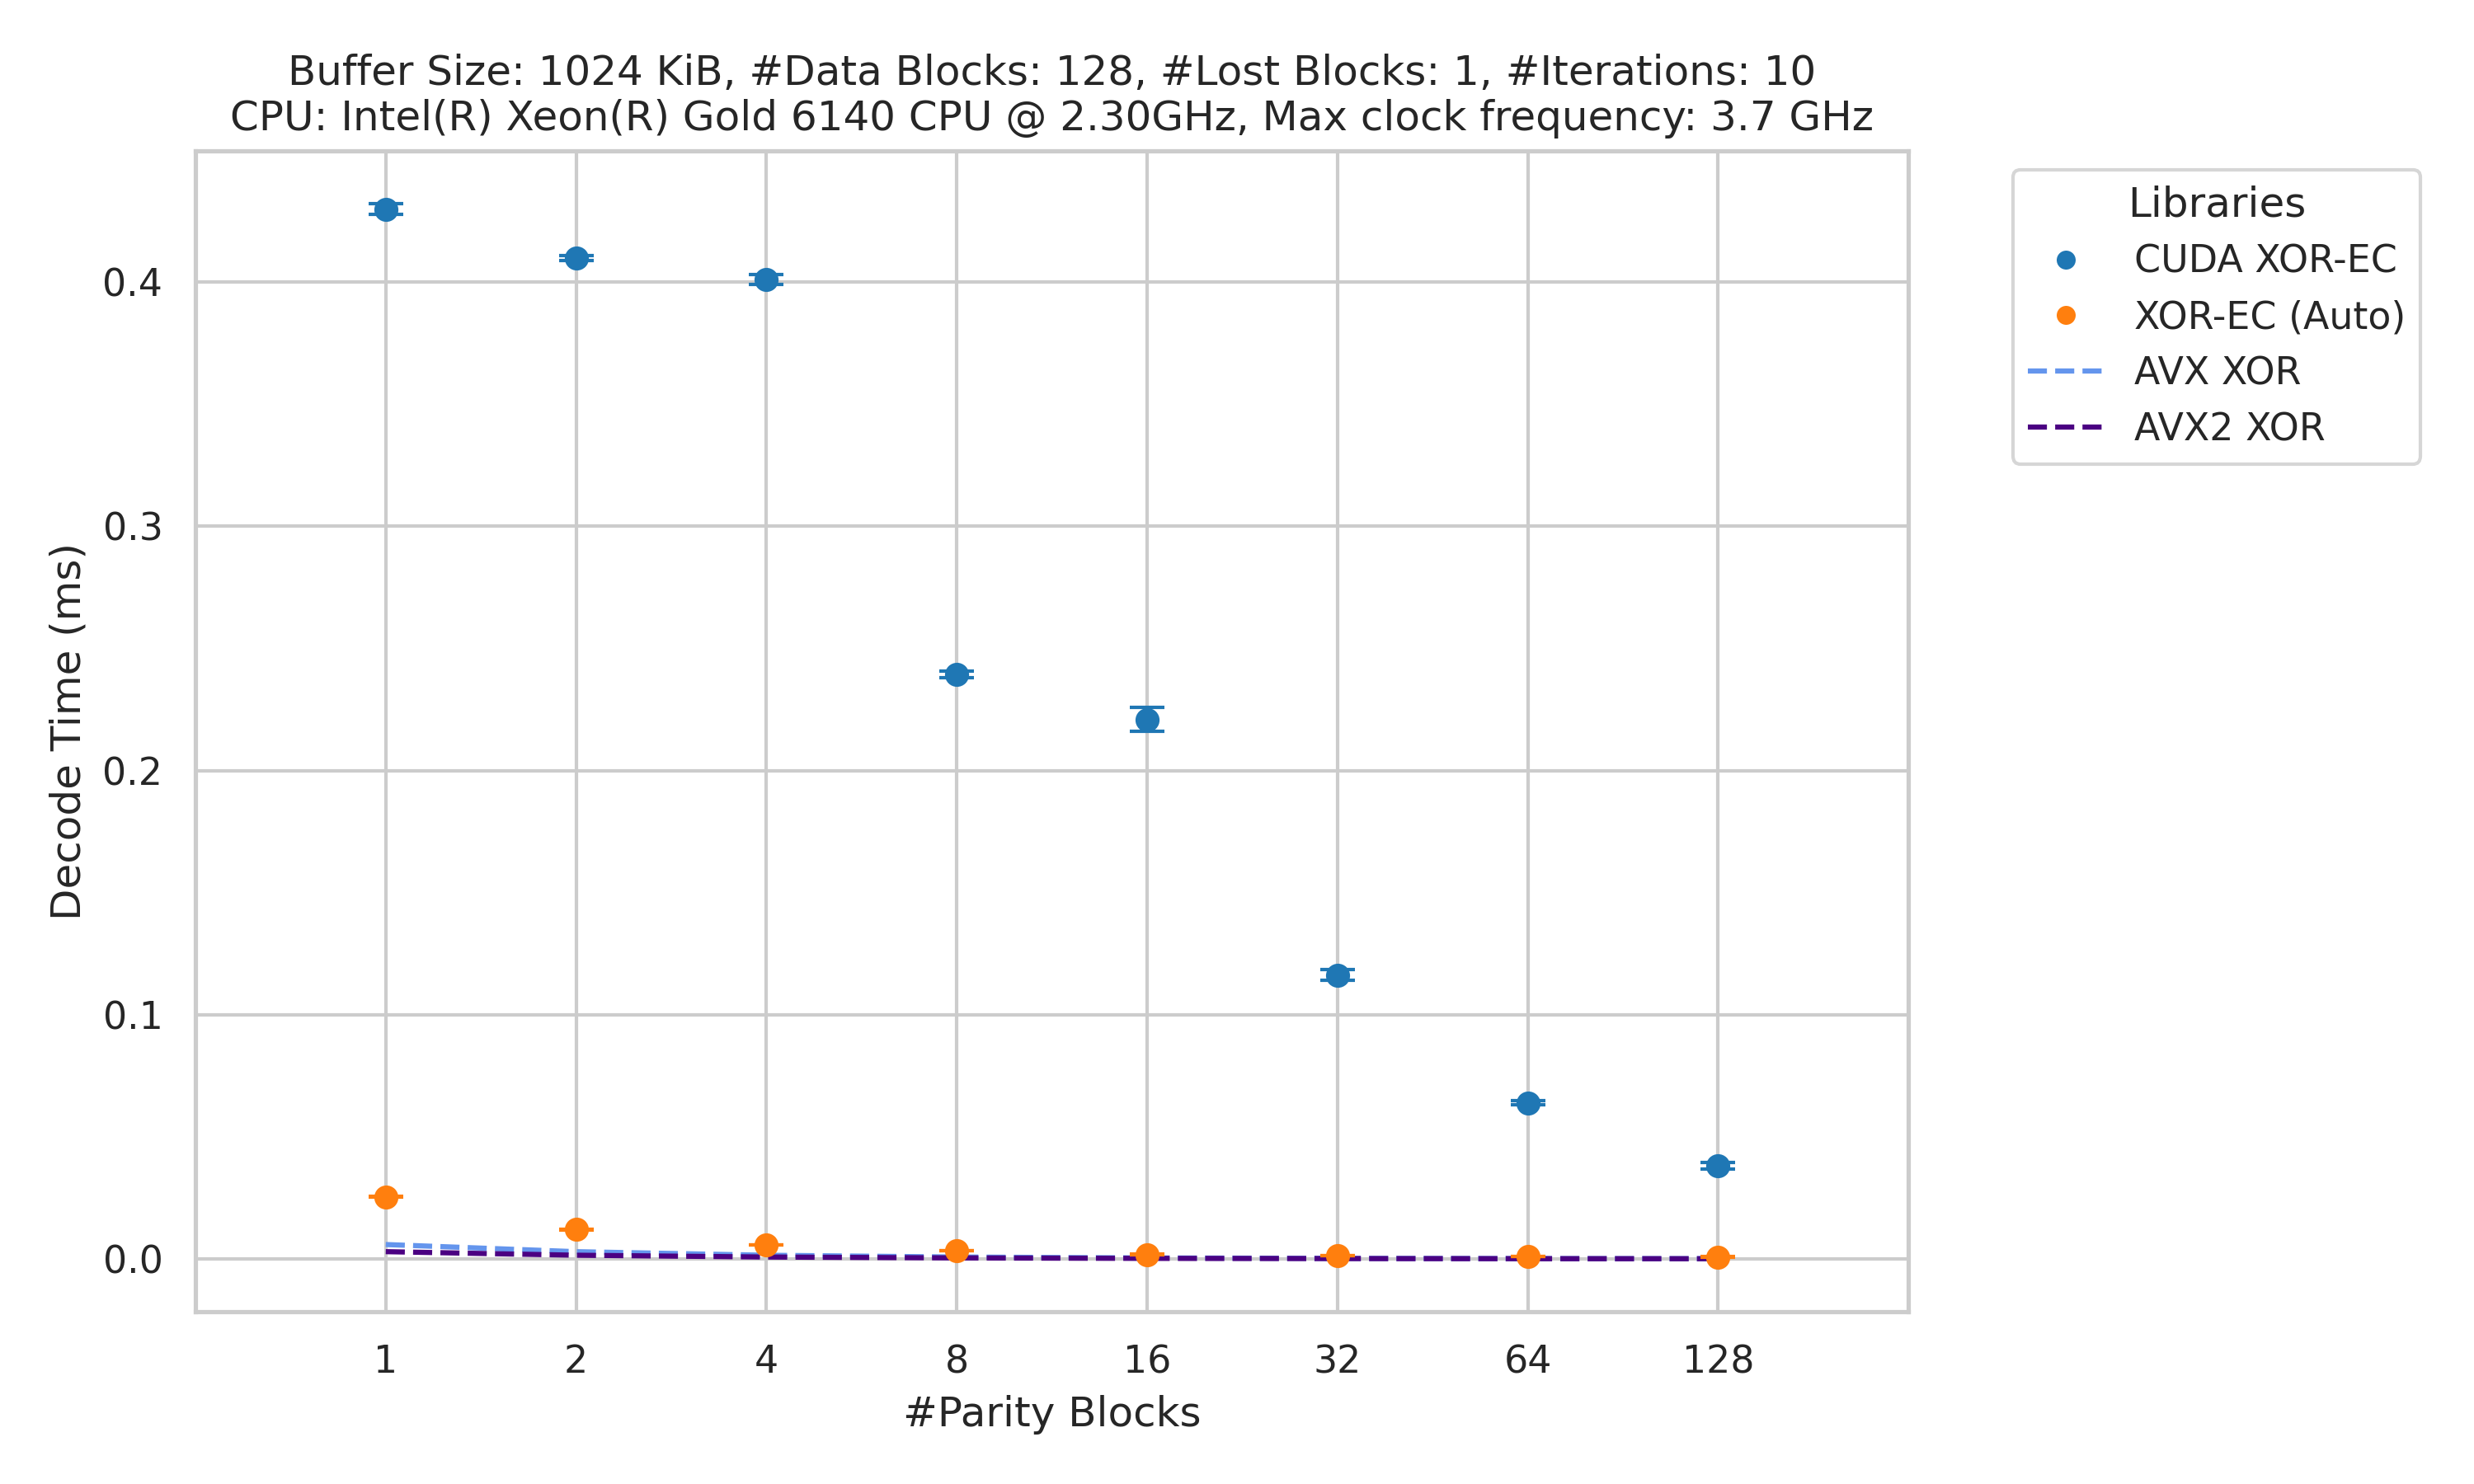 Buffer Size: 1024 KiB, #Data Blocks: 128, #Lost Blocks: 1, #Iterations: 10
CPU: Intel(R) Xeon(R) Gold 6140 CPU @ 2.30GHz, Max clock frequency: 3.7 GHz
Libraries
CUDA XOR-EC
XOR-EC (Auto)
AVX XOR
AVX2 XOR
Decode Time (ms)
0.4
0.3
0.2
0.1
0.0
1 2 4 8 16 32 64 128
#Parity Blocks